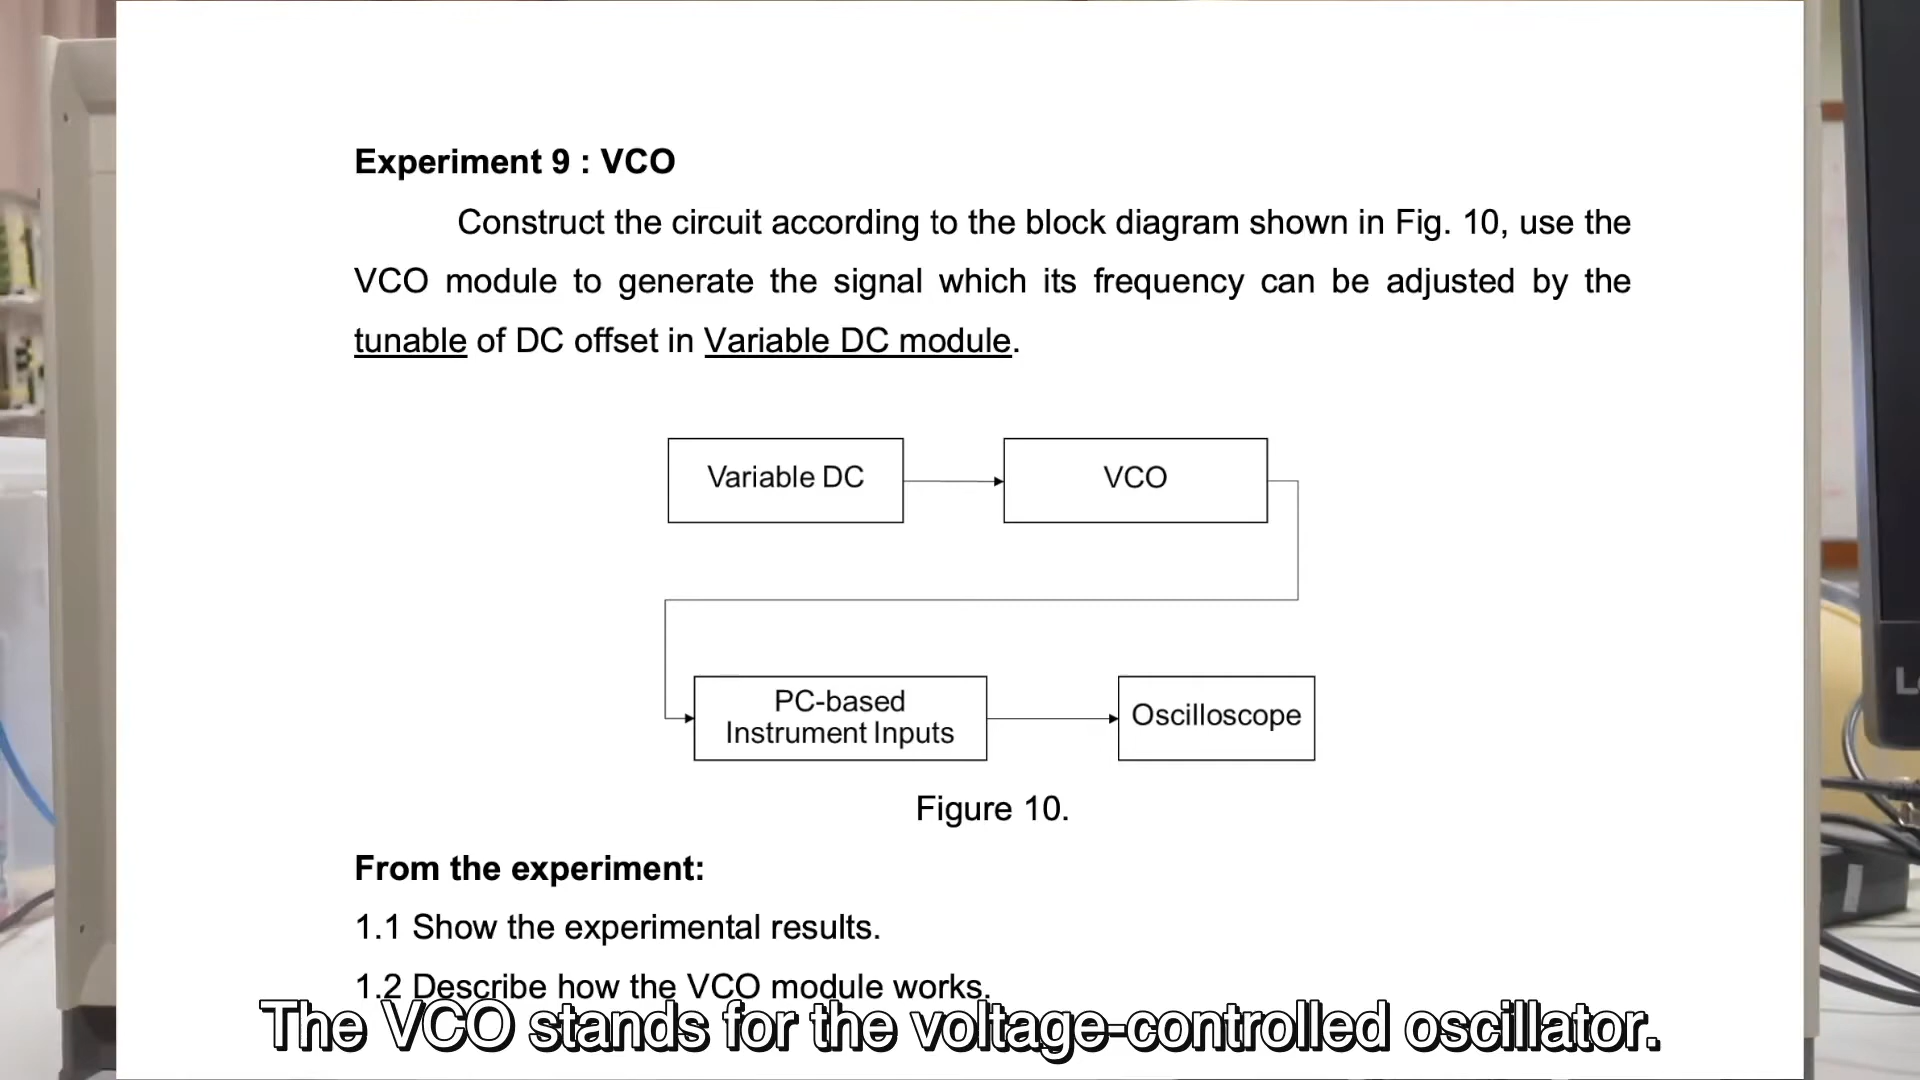 Experiment 9 : VCO
Construct the circuit according to the block diagram shown in Fig. 10, use the
VCO module to generate the signal which its frequency can be adjusted by the
tunable of DC offset in Variable DC module.
Variable DC
VCO
PC-based
Instrument Inputs
Oscilloscope
Figure 10.
From the experiment:
1.1 Show the experimental results.
1.2 Describe how the VCO module works.
The VCO stands for the voltage-controlled oscillator.